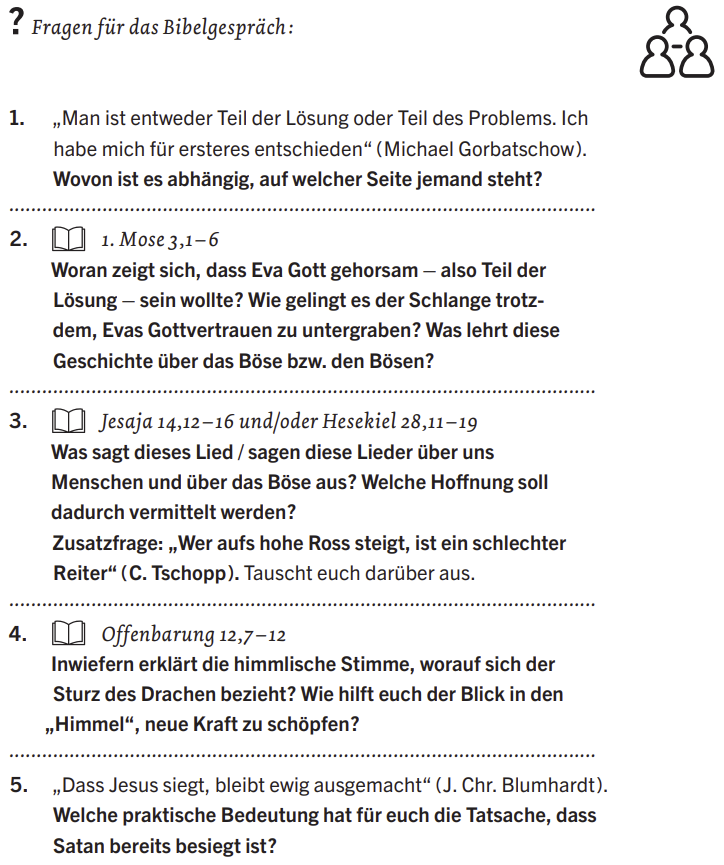 ? Fragen für das Bibelgespräch:
1. „Man ist entweder Teil der Lösung oder Teil des Problems. Ich
habe mich für ersteres entschieden“ (Michael Gorbatschow).
Wovon ist es abhängig, auf welcher Seite jemand steht?
2. 1. Mose 3,1–6
Woran zeigt sich, dass Eva Gott gehorsam – also Teil der
Lösung – sein wollte? Wie gelingt es der Schlange trotz-
dem, Evas Gottvertrauen zu untergraben? Was lehrt diese
Geschichte über das Böse bzw. den Bösen?
3. Jesaja 14,12–16 und/oder Hesekiel 28,11–19
Was sagt dieses Lied / sagen diese Lieder über uns
Menschen und über das Böse aus? Welche Hoffnung soll
dadurch vermittelt werden?
Zusatzfrage: „Wer aufs hohe Ross steigt, ist ein schlechter
Reiter“ (C. Tschopp). Tauscht euch darüber aus.
4. Offenbarung 12,7–12
Inwiefern erklärt die himmlische Stimme, worauf sich der
Sturz des Drachen bezieht? Wie hilft euch der Blick in den
„Himmel“, neue Kraft zu schöpfen?
5. „Dass Jesus siegt, bleibt ewig ausgemacht“ (J. Chr. Blumhardt).
Welche praktische Bedeutung hat für euch die Tatsache, dass
Satan bereits besiegt ist?